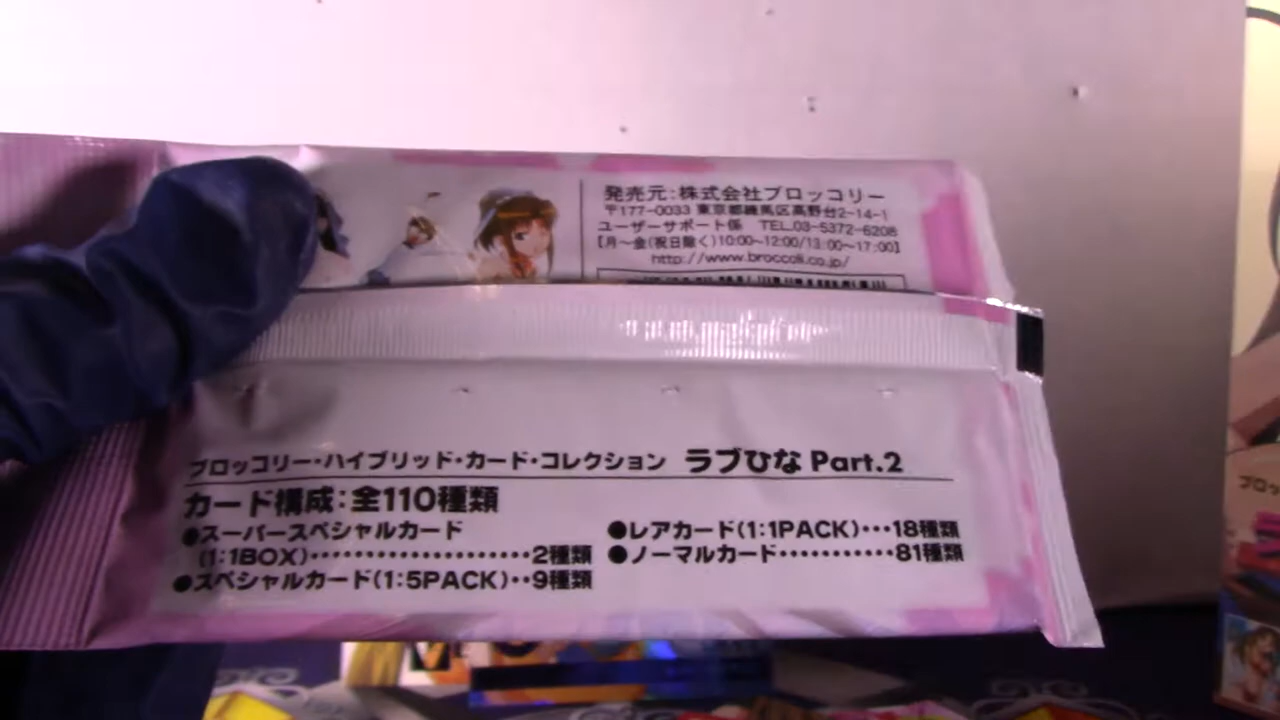 発売元:株式会社ブロッコリー
〒177-0033 東京都練馬区高野台2-14-1
ユーザーサポート係 TEL.03-5372-6208
【月〜金(祝日除く)10:00~12:00/13:00~17:00】
http://www.broccoli.co.jp/
ブロッコリー・ハイブリッド・カード・コレクション ラブひな Part.2
カード構成:全110種類
●スーパースペシャルカード
(1:1BOX)····················2種類
●スペシャルカード(1:5PACK)··9種類
●レアカード(1:1PACK)···18種類
●ノーマルカード···········81種類
ブロッ